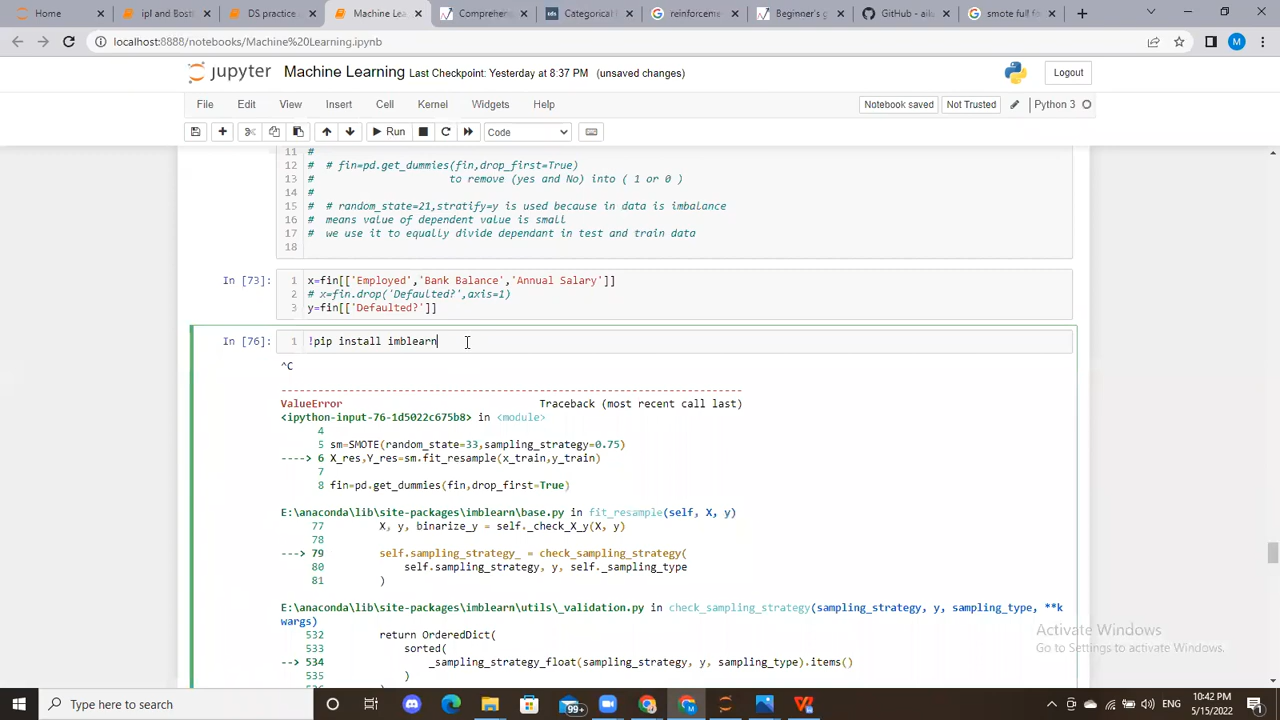 Home
ipl and Bostt
DS practice
Machine Lea
Comprehen
Categorical
reinforceme
Beginner's g
GitHub - aik
smote full fo
localhost:8888/notebooks/Machine%20Learning.ipynb
M
jupyter Machine Learning Last Checkpoint: Yesterday at 8:37 PM (unsaved changes)
Logout
File Edit View Insert Cell Kernel Widgets Help
Notebook saved Not Trusted Python 3
Run Code
11 #
12 # # fin=pd.get_dummies(fin,drop_first=True)
13 # to remove (yes and No) into ( 1 or 0 )
14 #
15 # # random_state=21,stratify=y is used because in data is imbalance
16 # means value of dependent value is small
17 # we use it to equally divide dependant in test and train data
18
In [73]: 1 x=fin[['Employed','Bank Balance','Annual Salary']]
2 # x=fin.drop('Defaulted?',axis=1)
3 y=fin[['Defaulted?']]
In [76]: 1 !pip install imblearn
^C
---------------------------------------------------------------------------
ValueError Traceback (most recent call last)
<ipython-input-76-1d5022c675b8> in <module>
4
5 sm=SMOTE(random_state=33,sampling_strategy=0.75)
----> 6 X_res,Y_res=sm.fit_resample(x_train,y_train)
7
8 fin=pd.get_dummies(fin,drop_first=True)
E:\anaconda\lib\site-packages\imblearn\base.py in fit_resample(self, X, y)
77 X, y, binarize_y = self._check_X_y(X, y)
78
---> 79 self.sampling_strategy_ = check_sampling_strategy(
80 self.sampling_strategy, y, self._sampling_type
81 )
E:\anaconda\lib\site-packages\imblearn\utils\_validation.py in check_sampling_strategy(sampling_strategy, y, sampling_type, **k
wargs)
532 return OrderedDict(
533 sorted(
--> 534 _sampling_strategy_float(sampling_strategy, y, sampling_type).items()
535 )
Activate Windows
Go to Settings to activate Windows.
Type here to search
99+
ENG
10:42 PM
5/15/2022
1